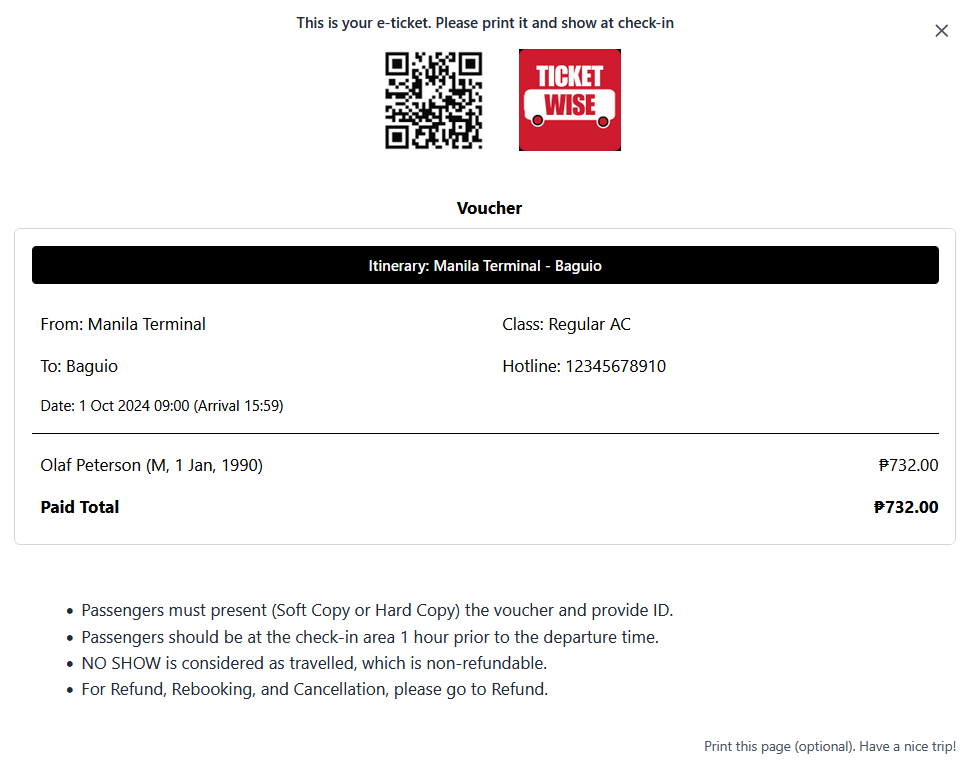 This is your e-ticket. Please print it and show at check-in
TICKET
WISE
Voucher
Itinerary: Manila Terminal - Baguio
From: Manila Terminal
Class: Regular AC
To: Baguio
Hotline: 12345678910
Date: 1 Oct 2024 09:00 (Arrival 15:59)
Olaf Peterson (M, 1 Jan, 1990)
₱732.00
Paid Total
₱732.00
• Passengers must present (Soft Copy or Hard Copy) the voucher and provide ID.
• Passengers should be at the check-in area 1 hour prior to the departure time.
• NO SHOW is considered as travelled, which is non-refundable.
• For Refund, Rebooking, and Cancellation, please go to Refund.
Print this page (optional). Have a nice trip!